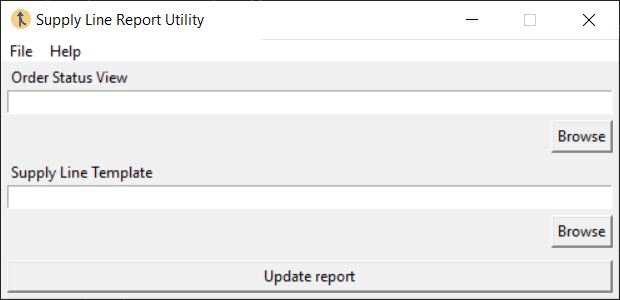 Supply Line Report Utility
File Help
Order Status View
Browse
Supply Line Template
Browse
Update report